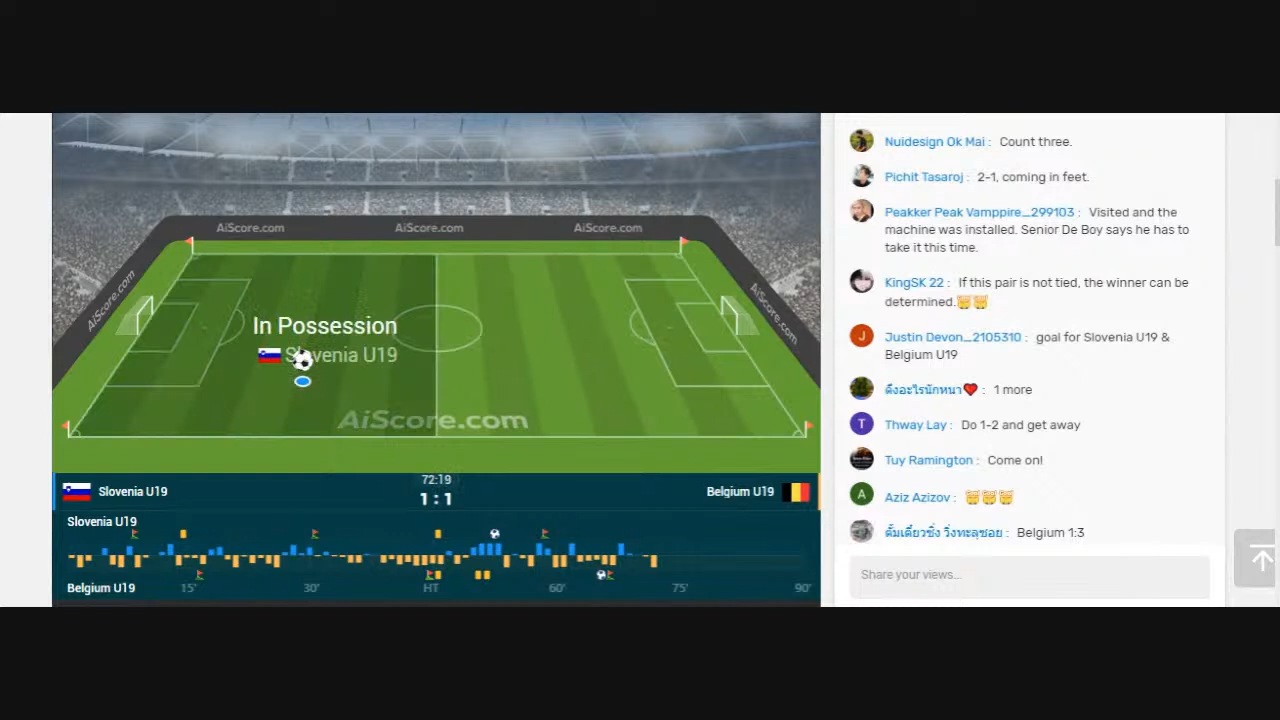 AiScore.com AiScore.com AiScore.com
AiScore.com
AiScore.com
In Possession
Slovenia U19
AiScore.com
72:19
Slovenia U19 1 : 1 Belgium U19
Slovenia U19
Belgium U19 15' 30' HT 60' 75' 90'
Nuidesign Ok Mai : Count three.
Pichit Tasaroj : 2-1, coming in feet.
Peakker Peak Vamppire_299103 : Visited and the
machine was installed. Senior De Boy says he has to
take it this time.
KingSK 22 : If this pair is not tied, the winner can be
determined.
Justin Devon_2105310 : goal for Slovenia U19 &
Belgium U19
ดึงอะไรนักหนา❤ : 1 more
T
Thway Lay : Do 1-2 and get away
Tuy Ramington : Come on!
A
Aziz Azizov :
J
ตั้มเดี๋ยวซิ่ง วิ่งทะลุซอย : Belgium 1:3
Share your views...